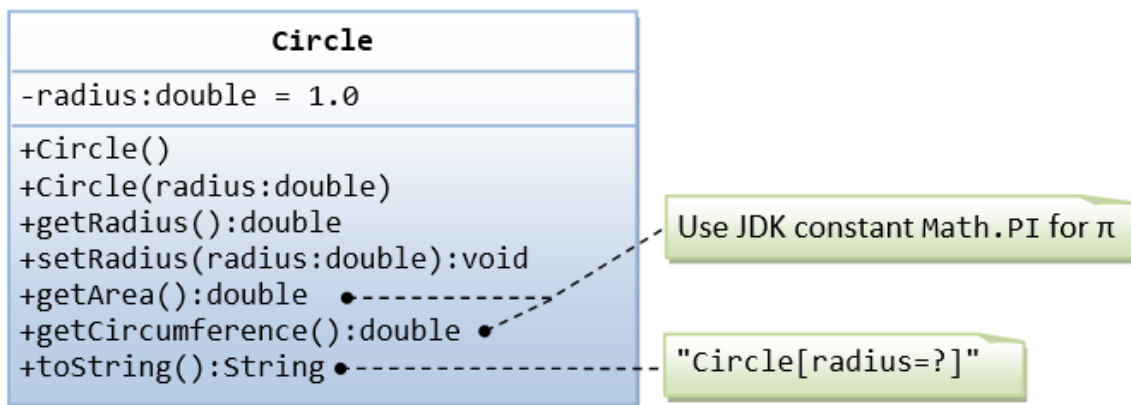 Circle
-radius:double = 1.0
+Circle()
+Circle(radius:double)
+getRadius():double
+setRadius(radius:double):void
+getArea():double
+getCircumference():double
+toString():String
Use JDK constant Math.PI for π
"Circle[radius=?]"